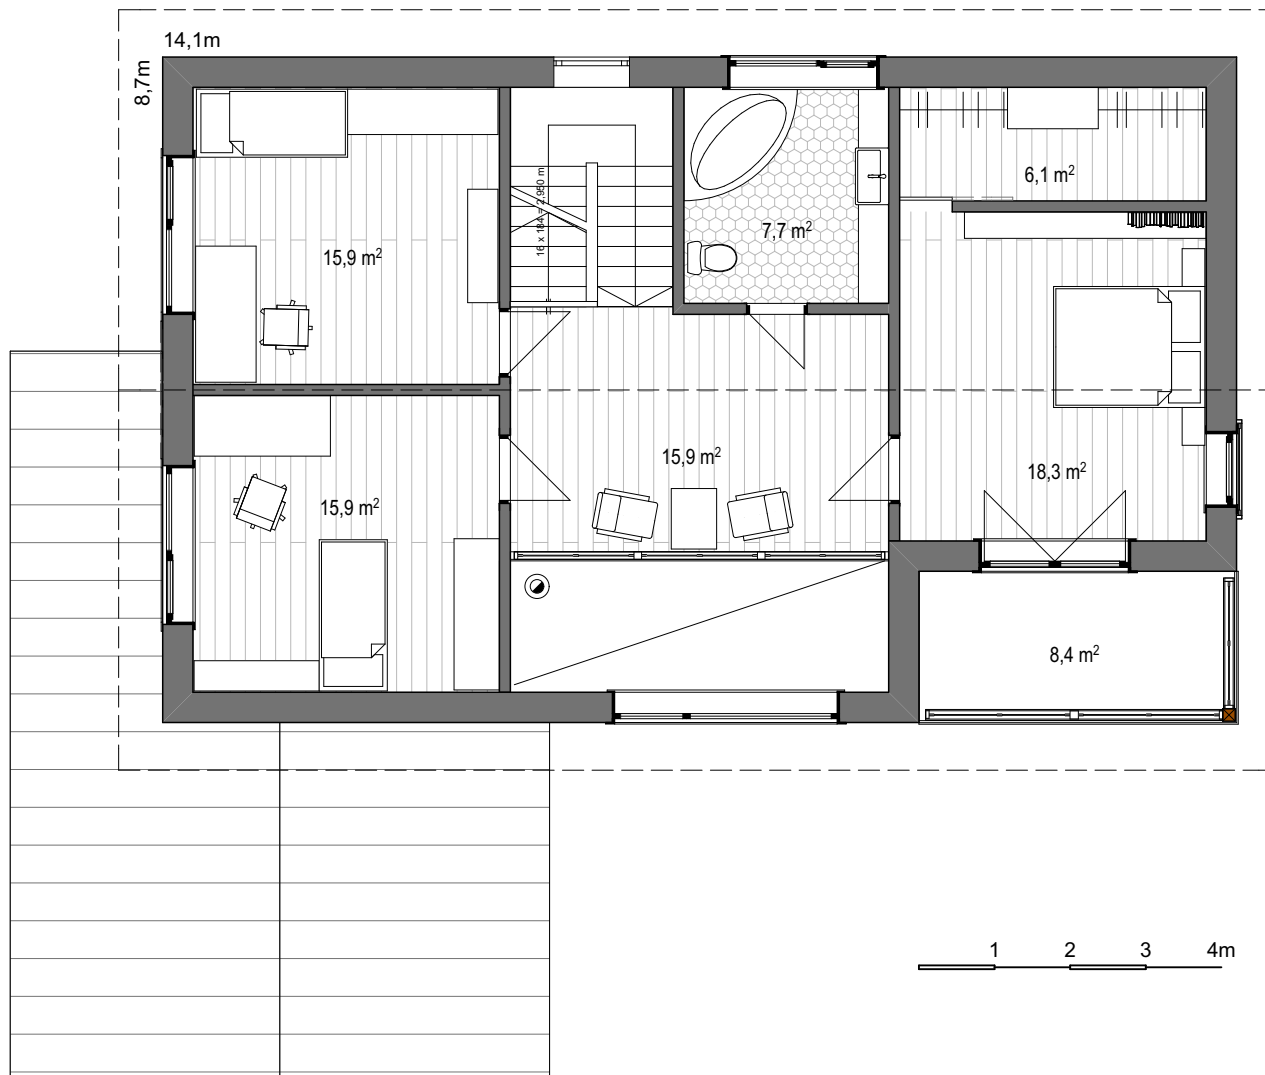 14,1m
8,7m
6,1 m²
16 x 184 = 2,950 m
7,7 m²
15,9 m²
15,9 m²
18,3 m²
15,9 m²
8,4 m²
1 2 3 4m